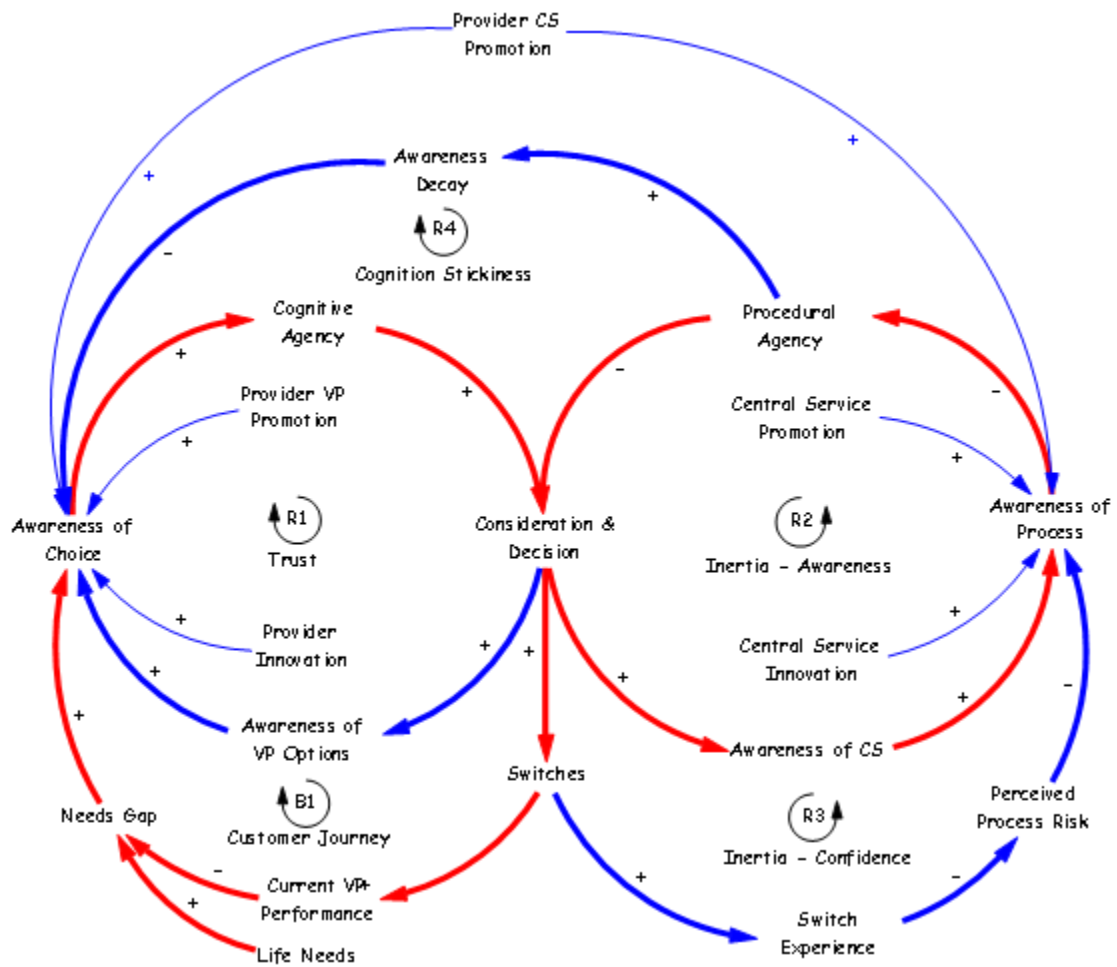 Provider CS
Promotion
+
+
Awareness
Decay
+
-
R4
Cognition Stickiness
Cognitive
Agency
Procedural
Agency
+
+
-
-
Provider VP
Promotion
Central Service
Promotion
+
+
Awareness of
Choice
R1
Trust
Consideration &
Decision
R2
Inertia - Awareness
Awareness of
Process
+
Provider
Innovation
+
Central Service
Innovation
+
+
+
+
+
-
+
Awareness of
VP Options
Awareness of CS
Switches
Needs Gap
B1
Customer Journey
R3
Inertia - Confidence
Perceived
Process Risk
-
Current VP+
Performance
+
+
-
Switch
Experience
Life Needs